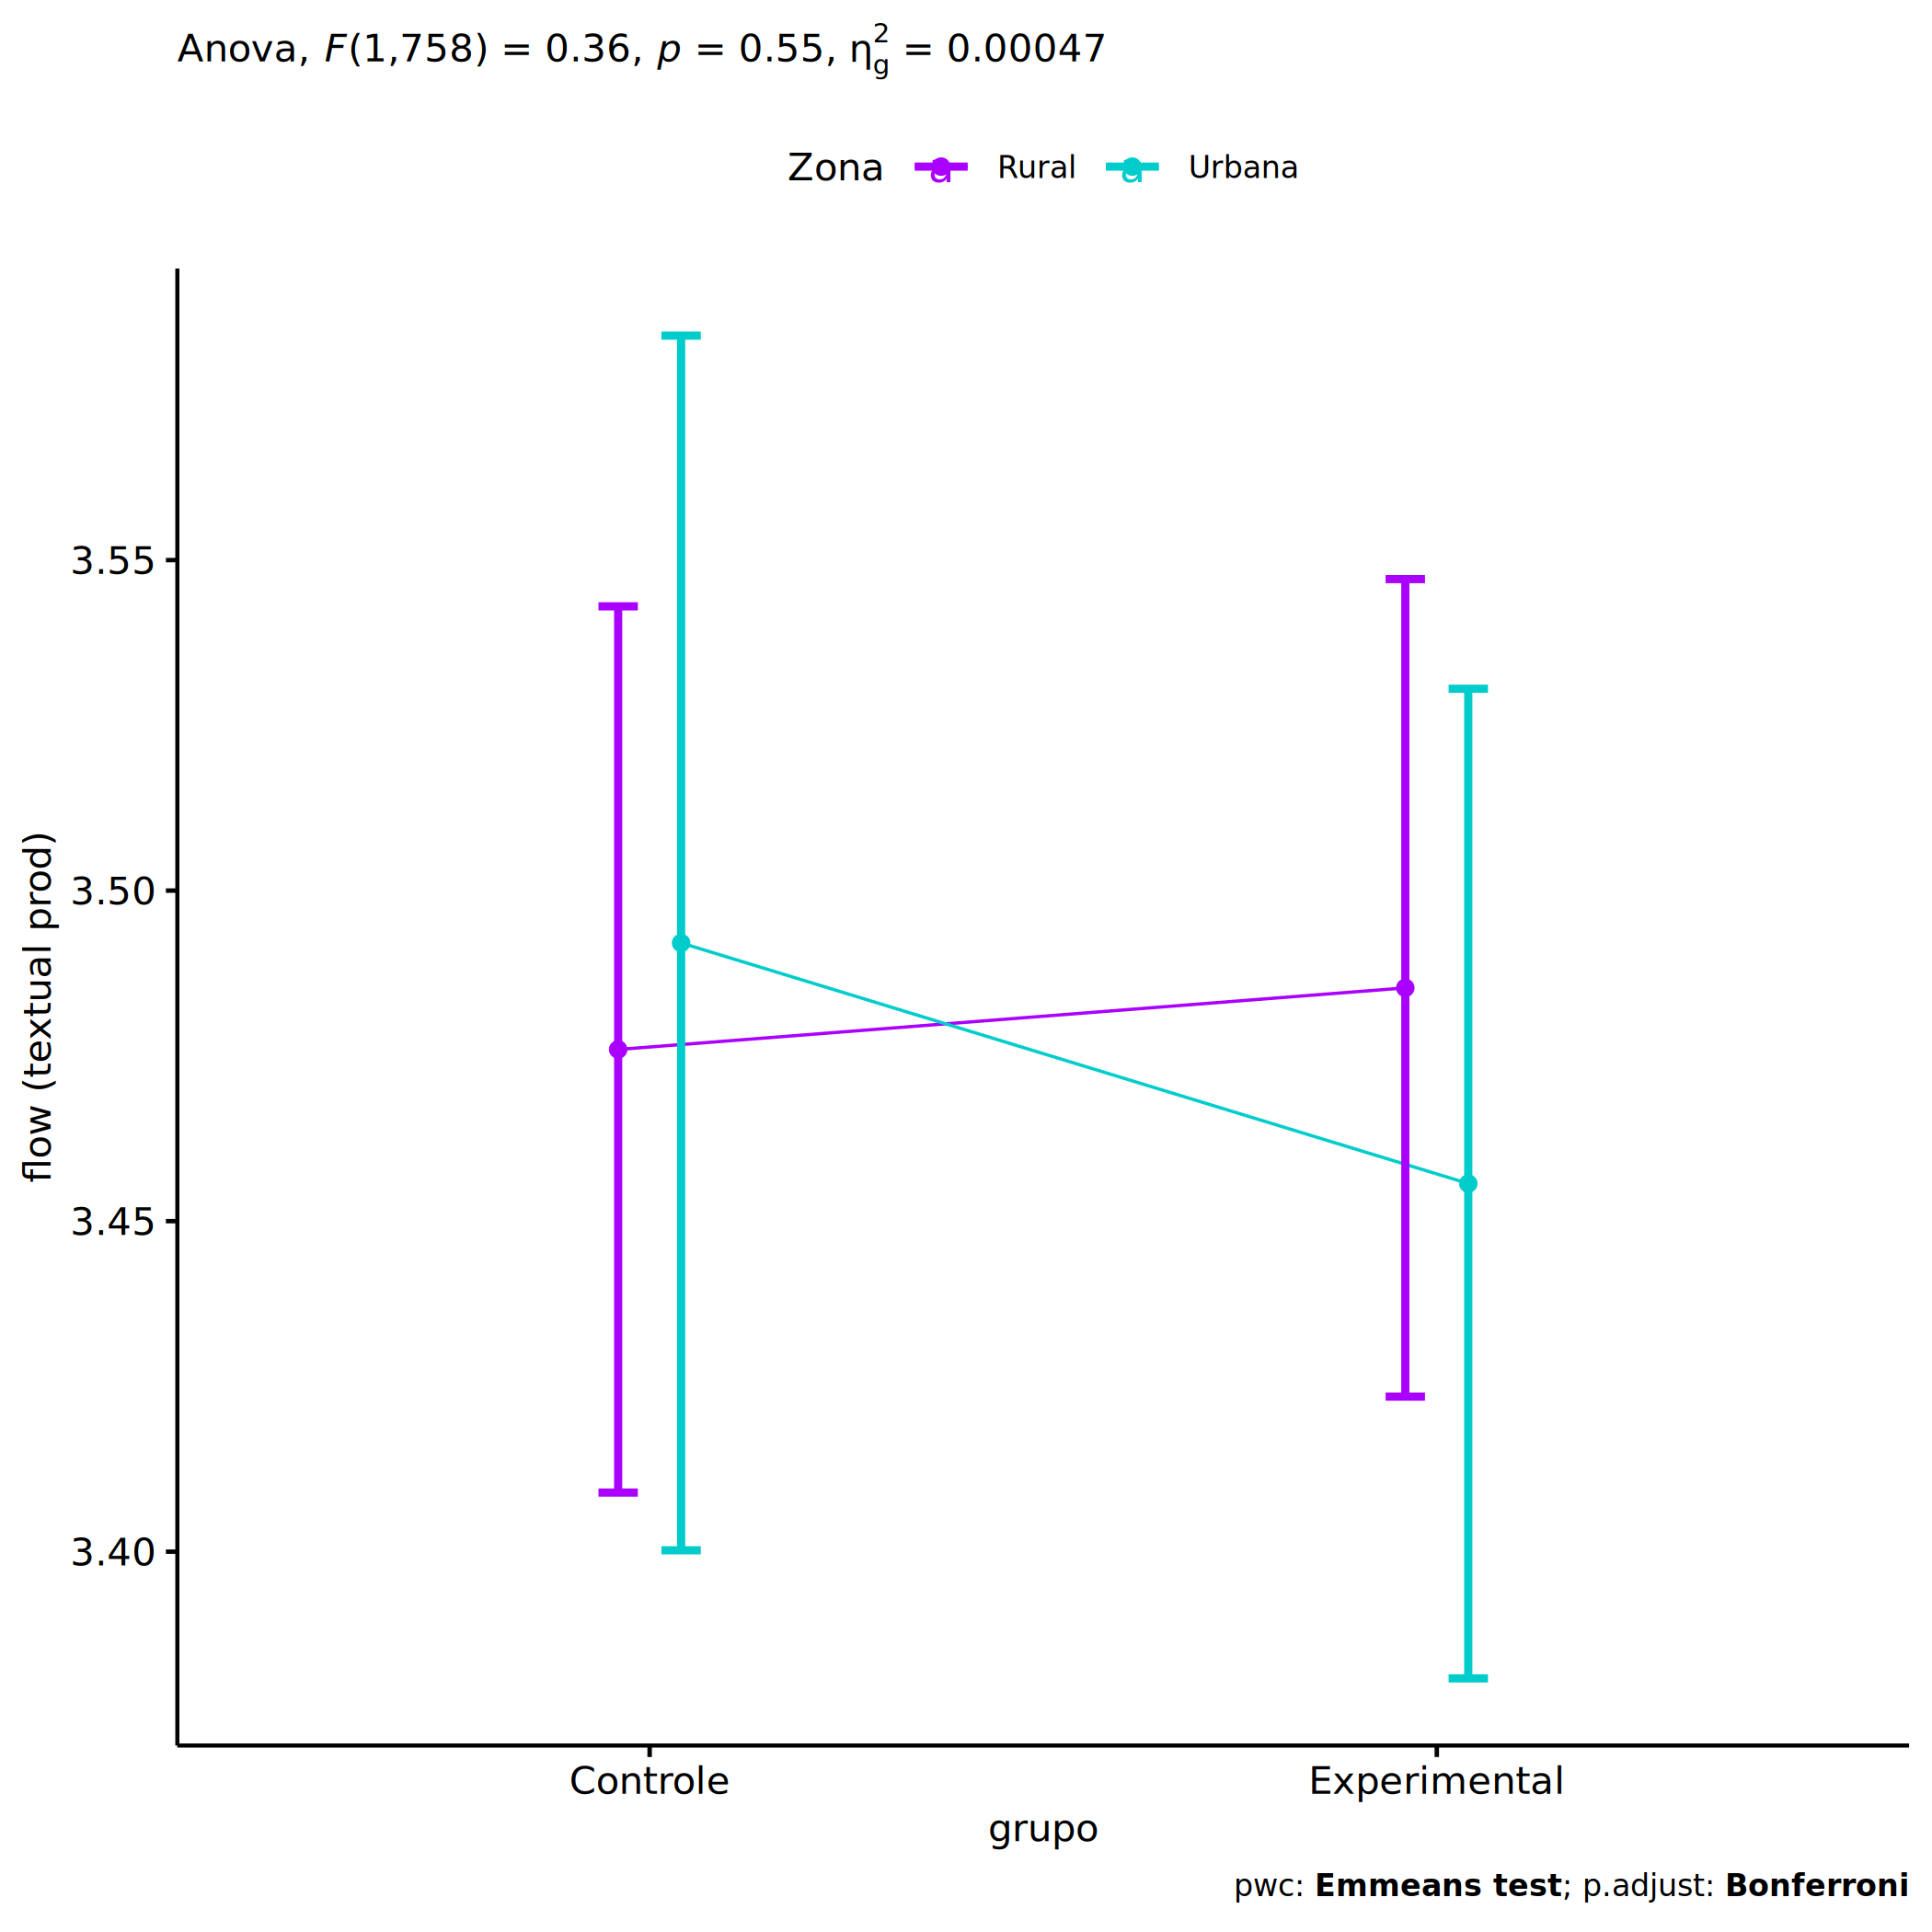 Anova, F(1,758) = 0.36, p = 0.55, η²g = 0.00047
Zona a Rural a Urbana
flow (textual prod)
3.55
3.50
3.45
3.40
Controle Experimental
grupo
pwc: Emmeans test; p.adjust: Bonferroni